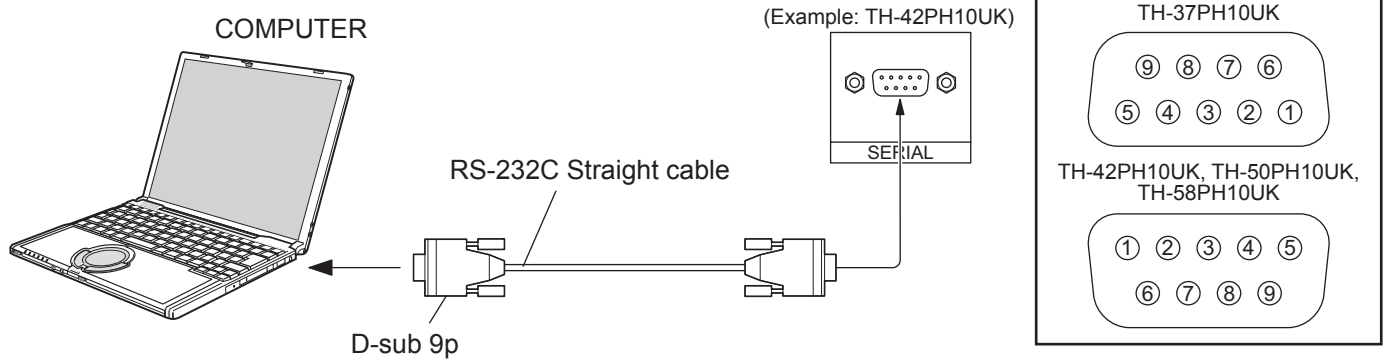 COMPUTER
(Example: TH-42PH10UK)
SERIAL
RS-232C Straight cable
D-sub 9p
TH-37PH10UK
9 8 7 6
5 4 3 2 1
TH-42PH10UK, TH-50PH10UK,
TH-58PH10UK
1 2 3 4 5
6 7 8 9